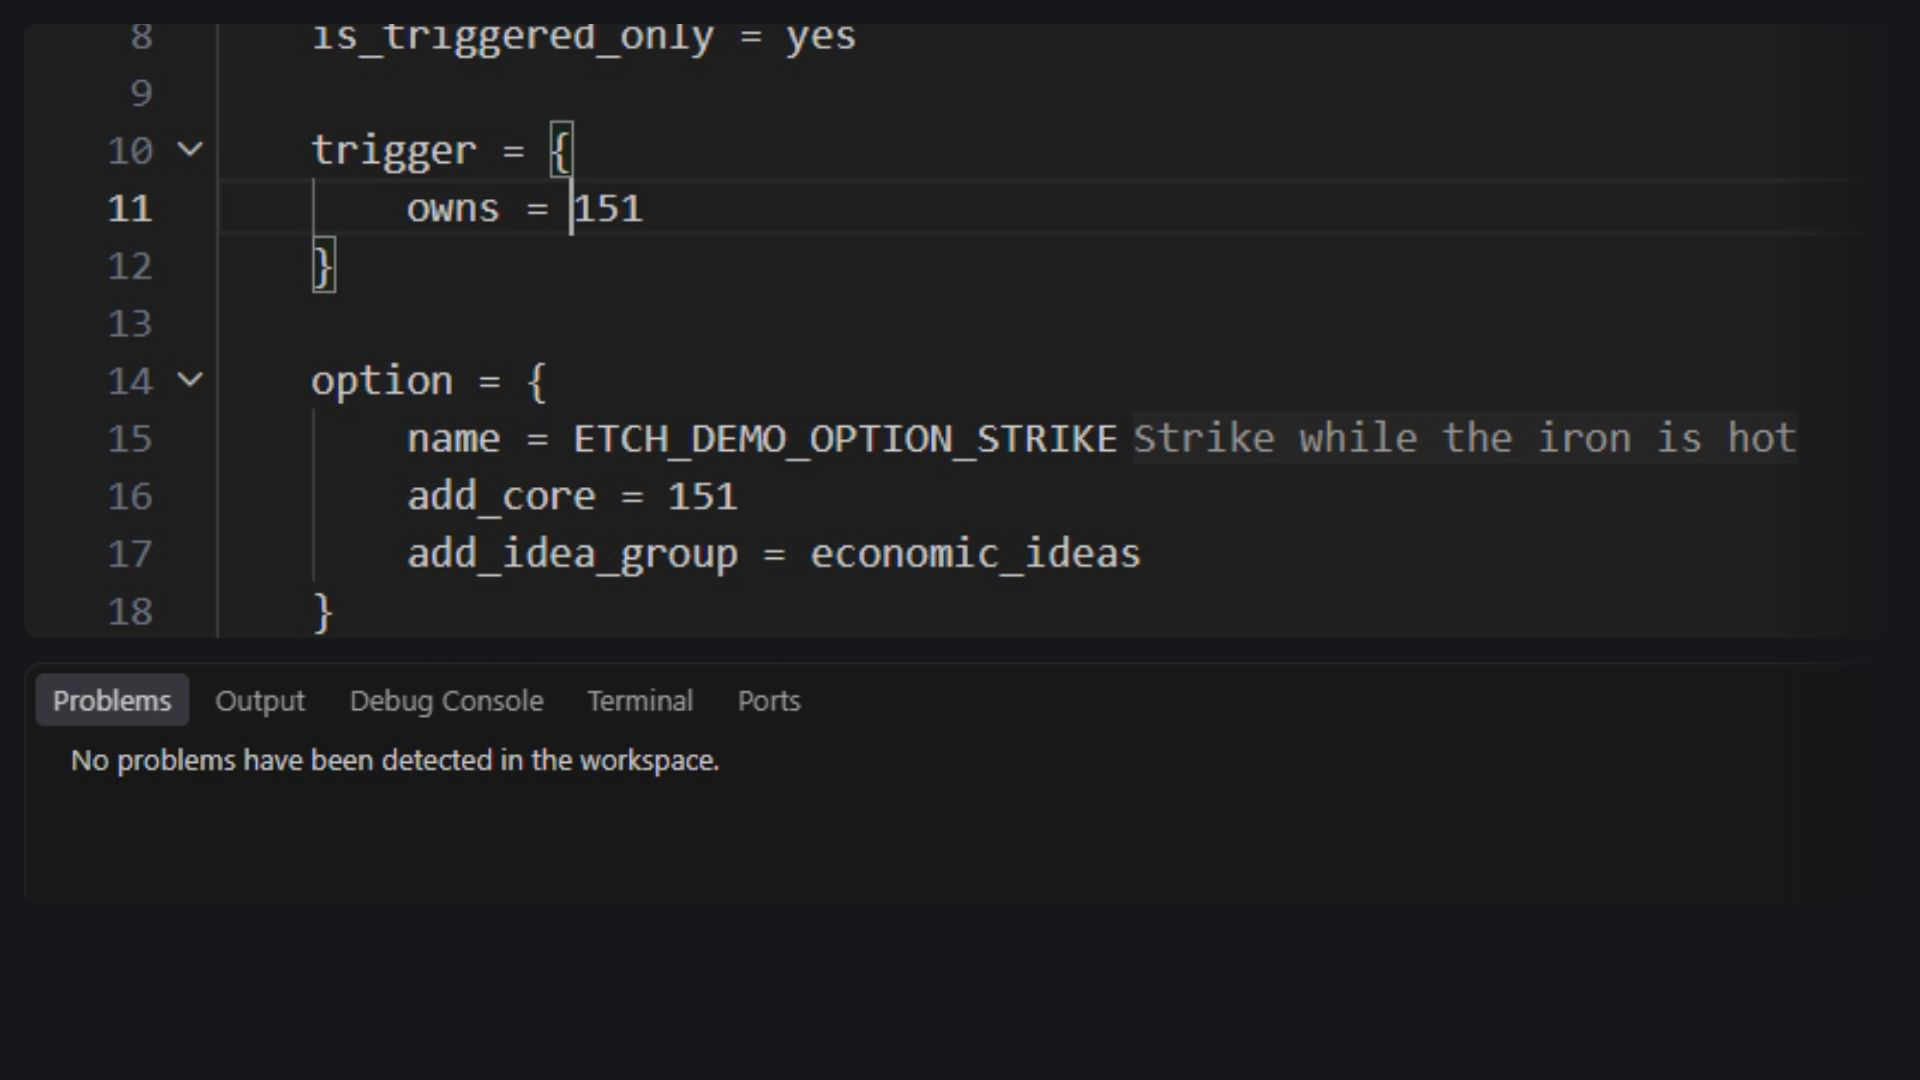 8 is_triggered_only = yes
9
10 trigger = {
11 owns = 151
12 }
13
14 option = {
15 name = ETCH_DEMO_OPTION_STRIKE Strike while the iron is hot
16 add_core = 151
17 add_idea_group = economic_ideas
18 }
Problems Output Debug Console Terminal Ports
No problems have been detected in the workspace.